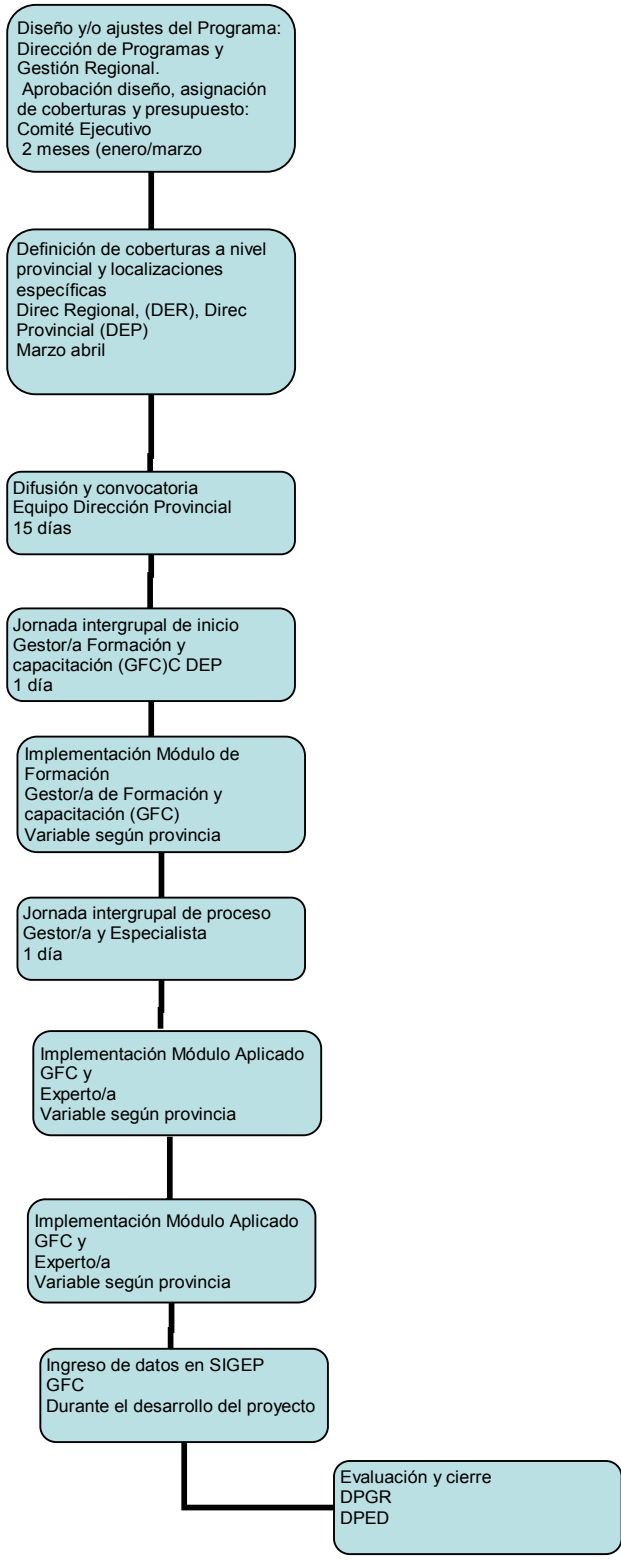 Diseño y/o ajustes del Programa:
Dirección de Programas y
Gestión Regional.
Aprobación diseño, asignación
de coberturas y presupuesto:
Comité Ejecutivo
2 meses (enero/marzo
Definición de coberturas a nivel
provincial y localizaciones
específicas
Direc Regional, (DER), Direc
Provincial (DEP)
Marzo abril
Difusión y convocatoria
Equipo Dirección Provincial
15 días
Jornada intergrupal de inicio
Gestor/a Formación y
capacitación (GFC)C DEP
1 día
Implementación Módulo de
Formación
Gestor/a de Formación y
capacitación (GFC)
Variable según provincia
Jornada intergrupal de proceso
Gestor/a y Especialista
1 día
Implementación Módulo Aplicado
GFC y
Experto/a
Variable según provincia
Implementación Módulo Aplicado
GFC y
Experto/a
Variable según provincia
Ingreso de datos en SIGEP
GFC
Durante el desarrollo del proyecto
Evaluación y cierre
DPGR
DPED